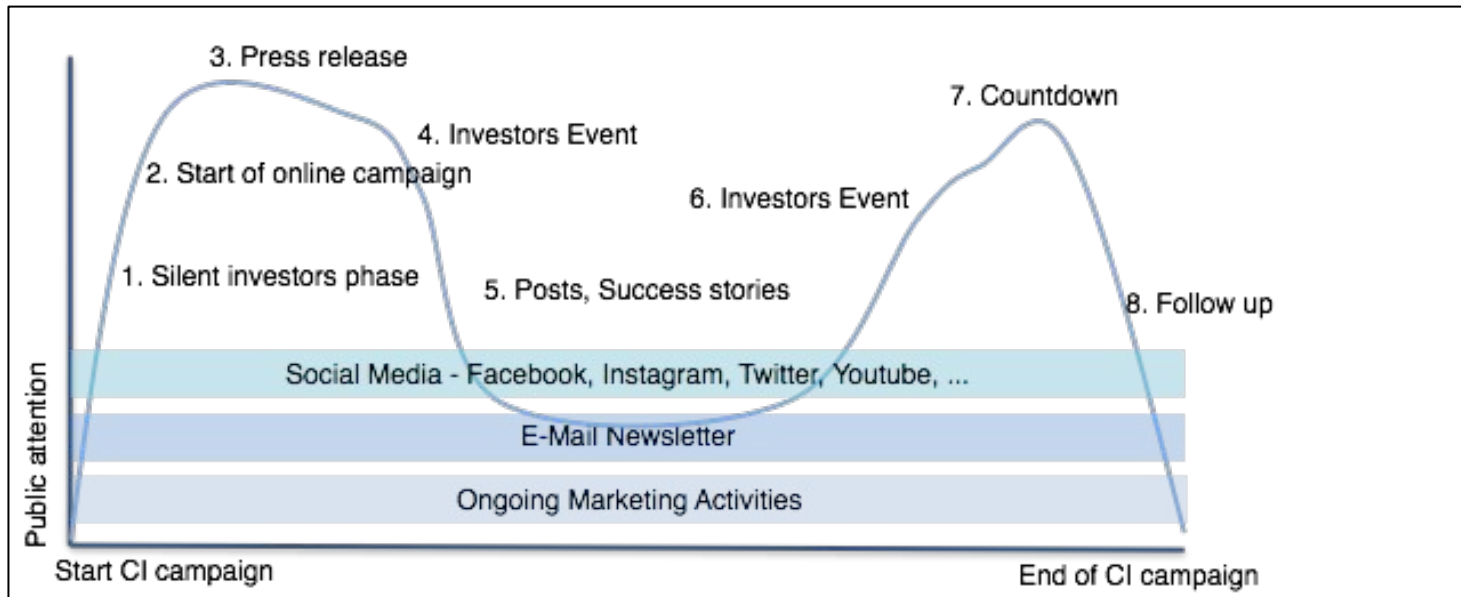 3. Press release
7. Countdown
4. Investors Event
2. Start of online campaign
6. Investors Event
1. Silent investors phase
5. Posts, Success stories
8. Follow up
Social Media - Facebook, Instagram, Twitter, Youtube, ...
E-Mail Newsletter
Ongoing Marketing Activities
Public attention
Start CI campaign
End of CI campaign